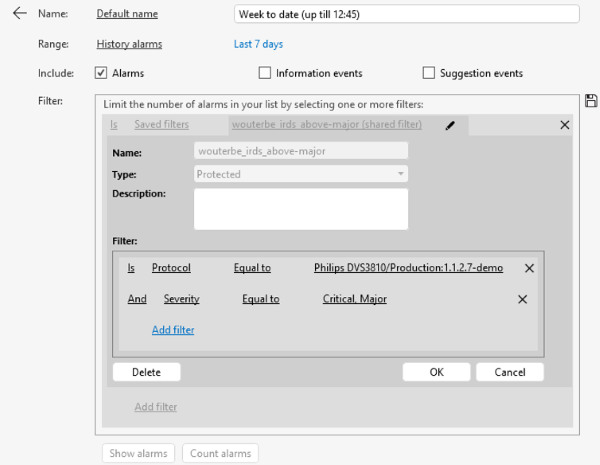 Name: Default name Week to date (up till 12:45)
Range: History alarms Last 7 days
Include: Alarms Information events Suggestion events
Filter: Limit the number of alarms in your list by selecting one or more filters:
Is Saved filters wouterbe_irds_above-major (shared filter)
Name: wouterbe_irds_above-major
Type: Protected
Description:
Filter:
Is Protocol Equal to Philips DVS3810/Production:1.1.2.7-demo
And Severity Equal to Critical, Major
Add filter
Delete OK Cancel
Add filter
Show alarms Count alarms